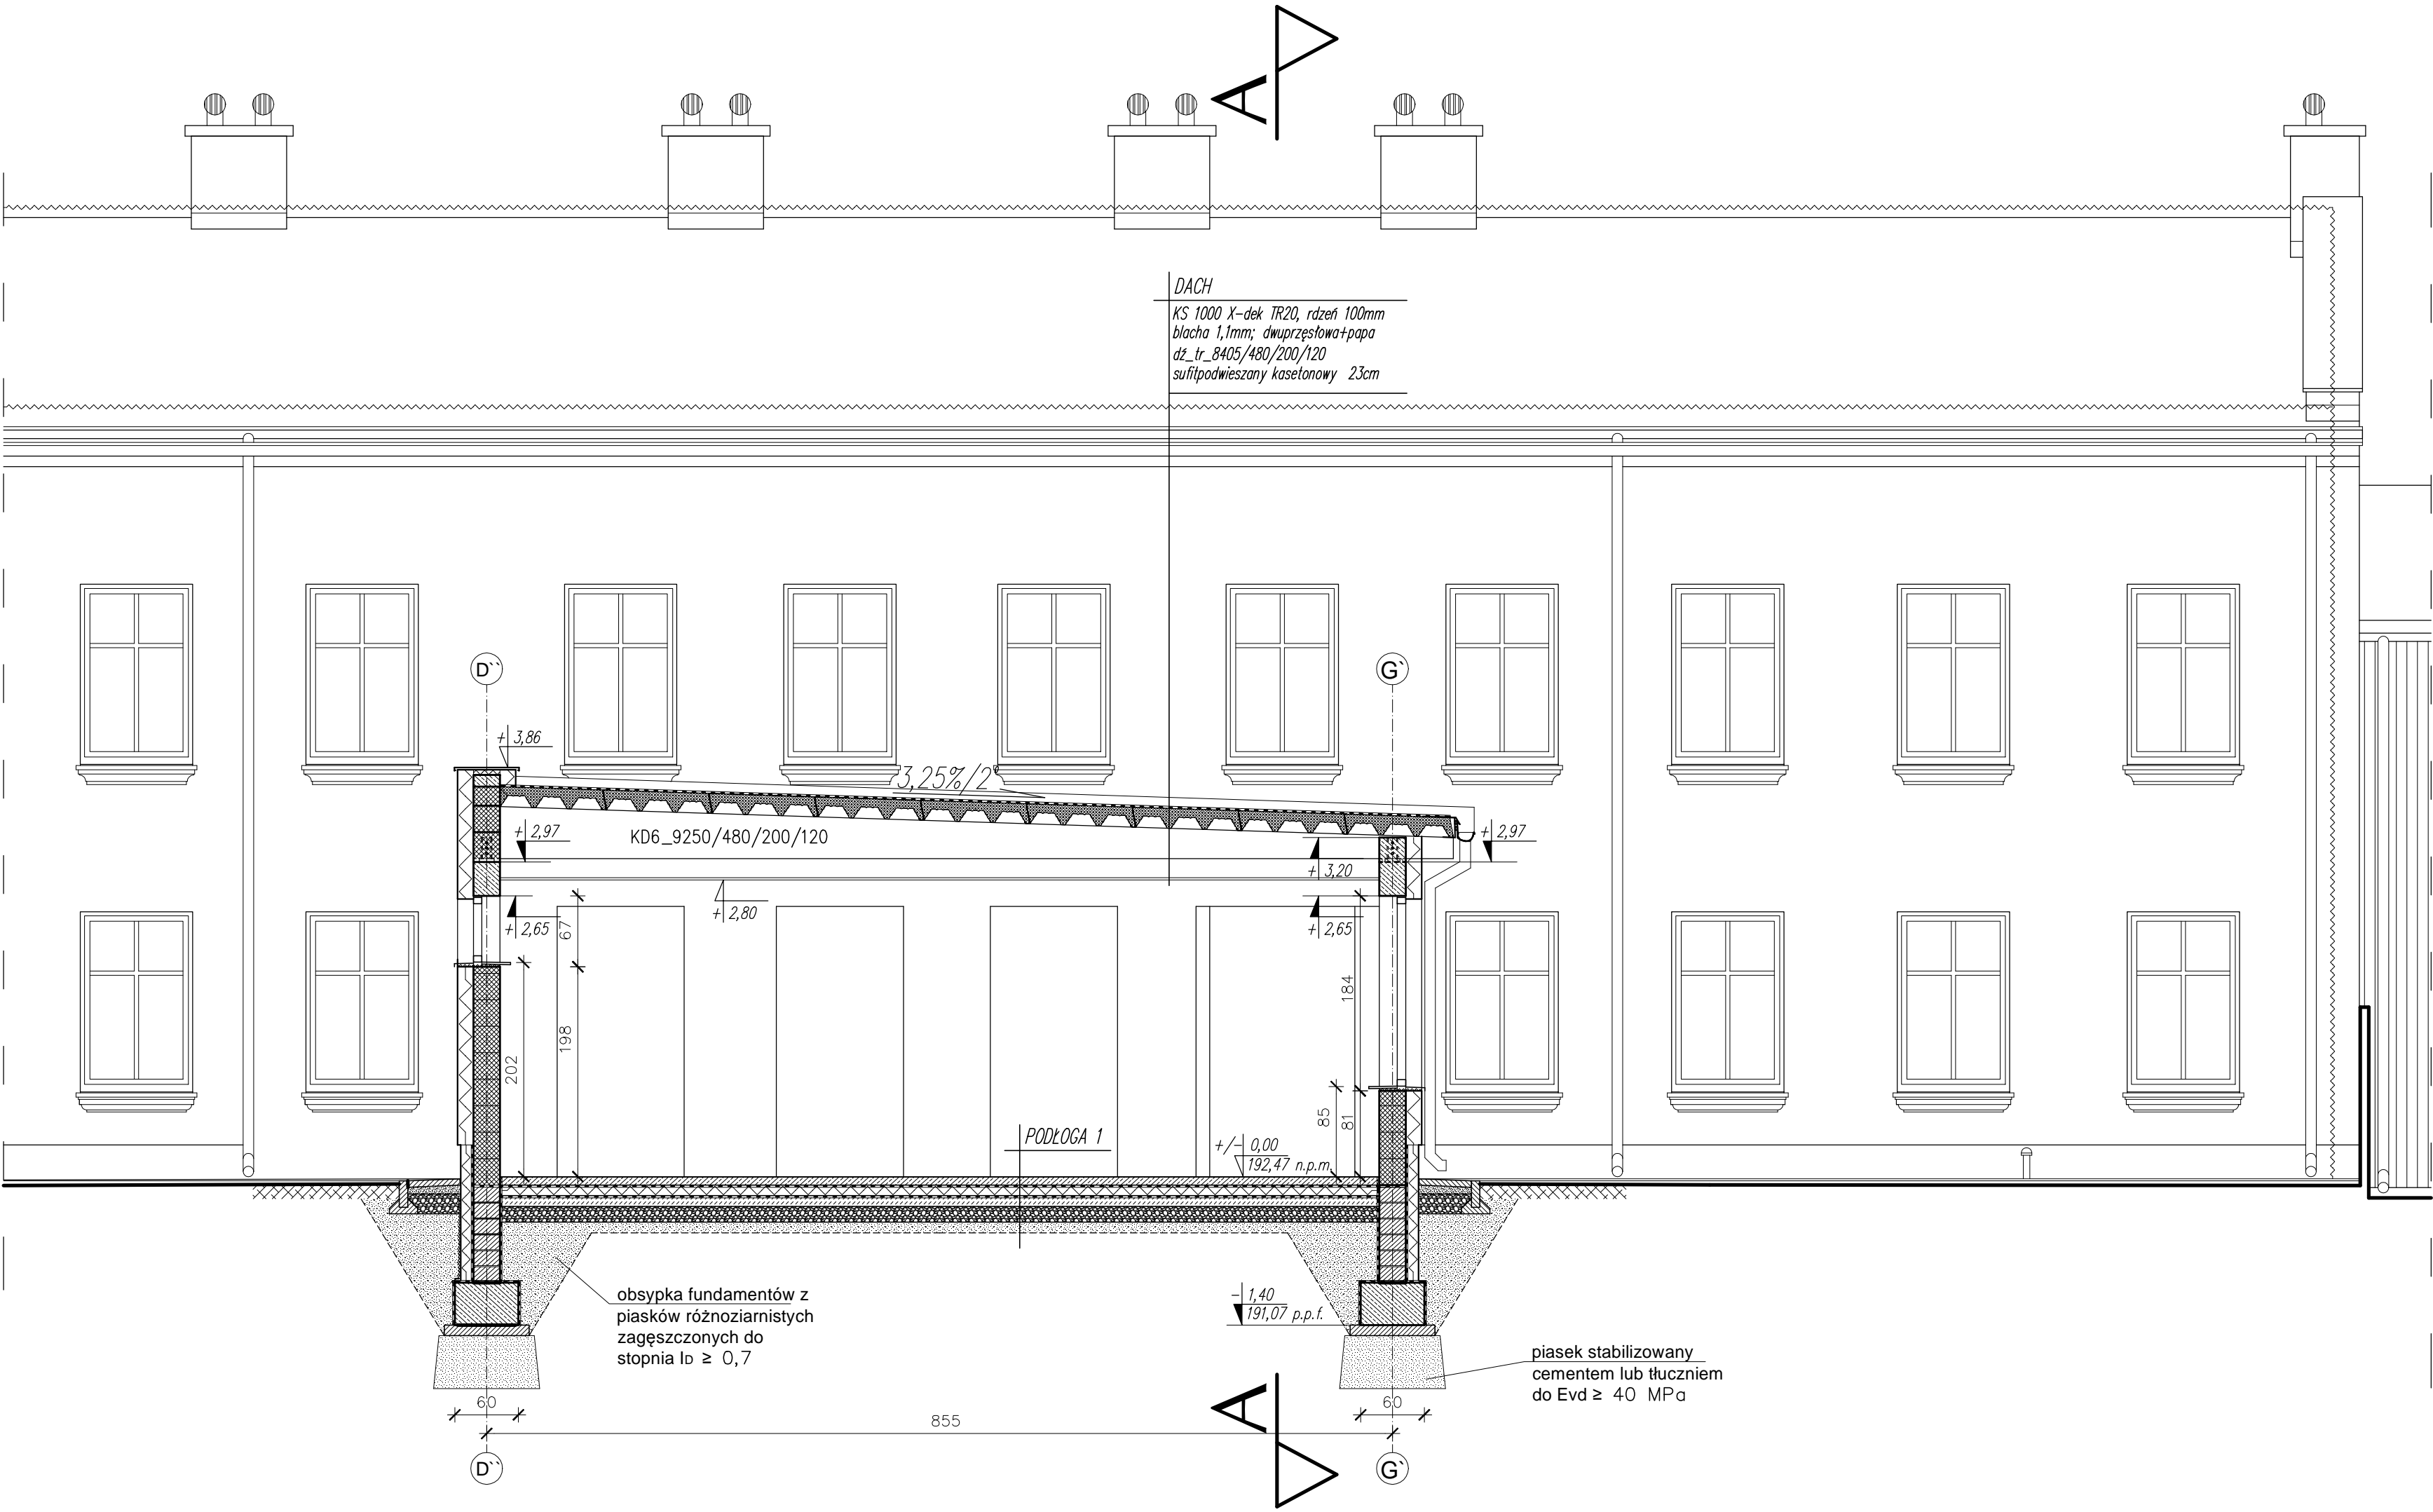 A
DACH
KS 1000 X-dek TR20, rdzeń 100mm
blacha 1,1mm; dwuprzęsłowa+papa
dź_tr_8405/480/200/120
sufitpodwieszany kasetonowy 23cm
D``
G`
+ 3,86
3,25%/2°
+ 2,97
KD6_9250/480/200/120
+ 2,97
+ 3,20
+ 2,80
+ 2,65
67
+ 2,65
184
198
202
85
81
PODŁOGA 1
+/- 0,00
192,47 n.p.m.
obsypka fundamentów z
piasków różnoziarnistych
zagęszczonych do
stopnia ID ≥ 0,7
- 1,40
191,07 p.p.f.
piasek stabilizowany
cementem lub tłuczniem
do Evd ≥ 40 MPa
60
60
855
A
D``
G`